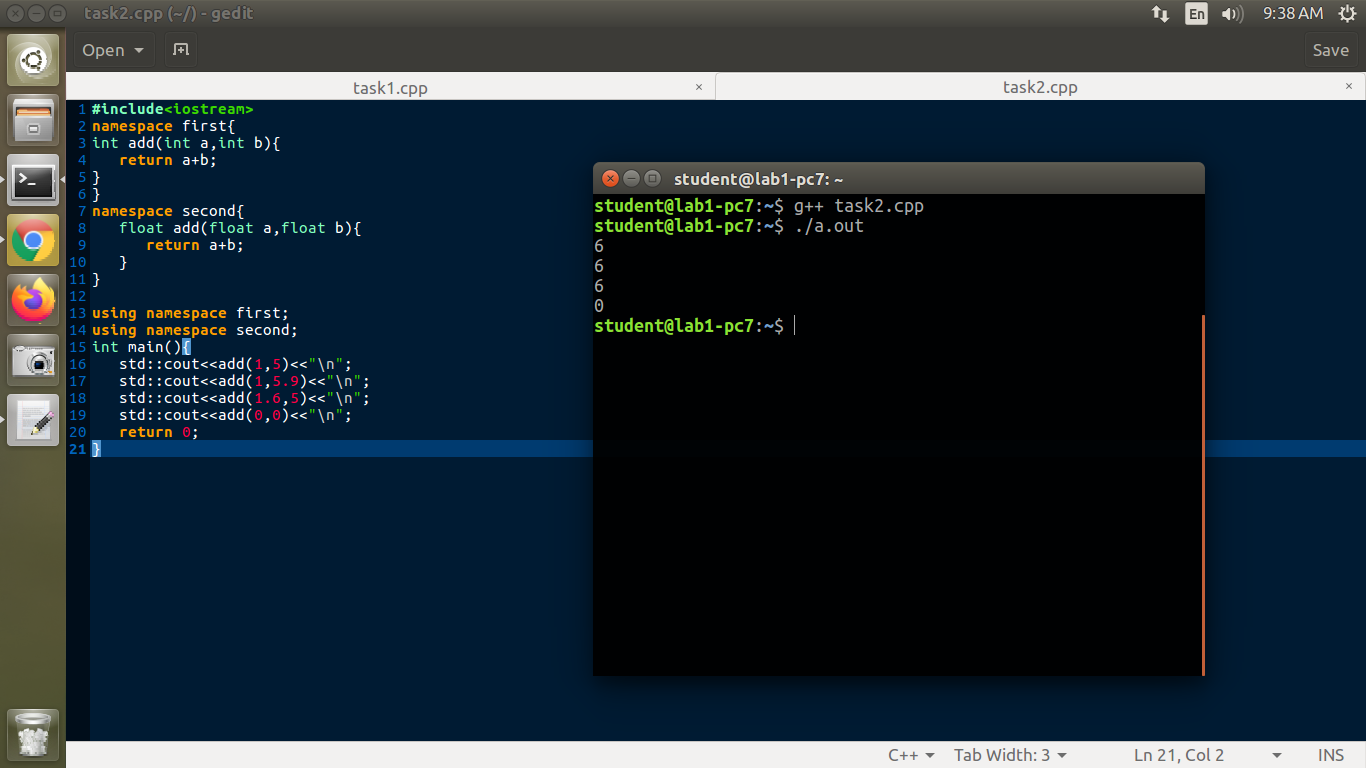 task2.cpp (~/) - gedit
En
9:38 AM
Open
Save
task1.cpp ×
task2.cpp ×
1 #include<iostream>
2 namespace first{
3 int add(int a,int b){
4 return a+b;
5 }
6 }
7 namespace second{
8 float add(float a,float b){
9 return a+b;
10 }
11 }
12
13 using namespace first;
14 using namespace second;
15 int main(){
16 std::cout<<add(1,5)<<"\n";
17 std::cout<<add(1,5.9)<<"\n";
18 std::cout<<add(1.6,5)<<"\n";
19 std::cout<<add(0,0)<<"\n";
20 return 0;
21 }
student@lab1-pc7: ~
student@lab1-pc7:~$ g++ task2.cpp
student@lab1-pc7:~$ ./a.out
6
6
6
0
student@lab1-pc7:~$
C++
Tab Width: 3
Ln 21, Col 2
INS